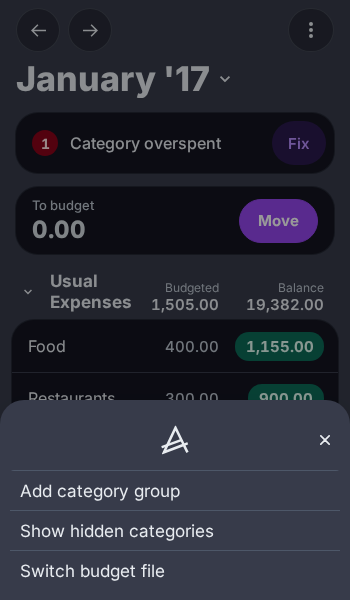 January '17
1 Category overspent Fix
To budget
0.00 Move
Usual Expenses Budgeted 1,505.00 Balance 19,382.00
Food 400.00 1,155.00
Restaurants 300.00 900.00
Add category group
Show hidden categories
Switch budget file